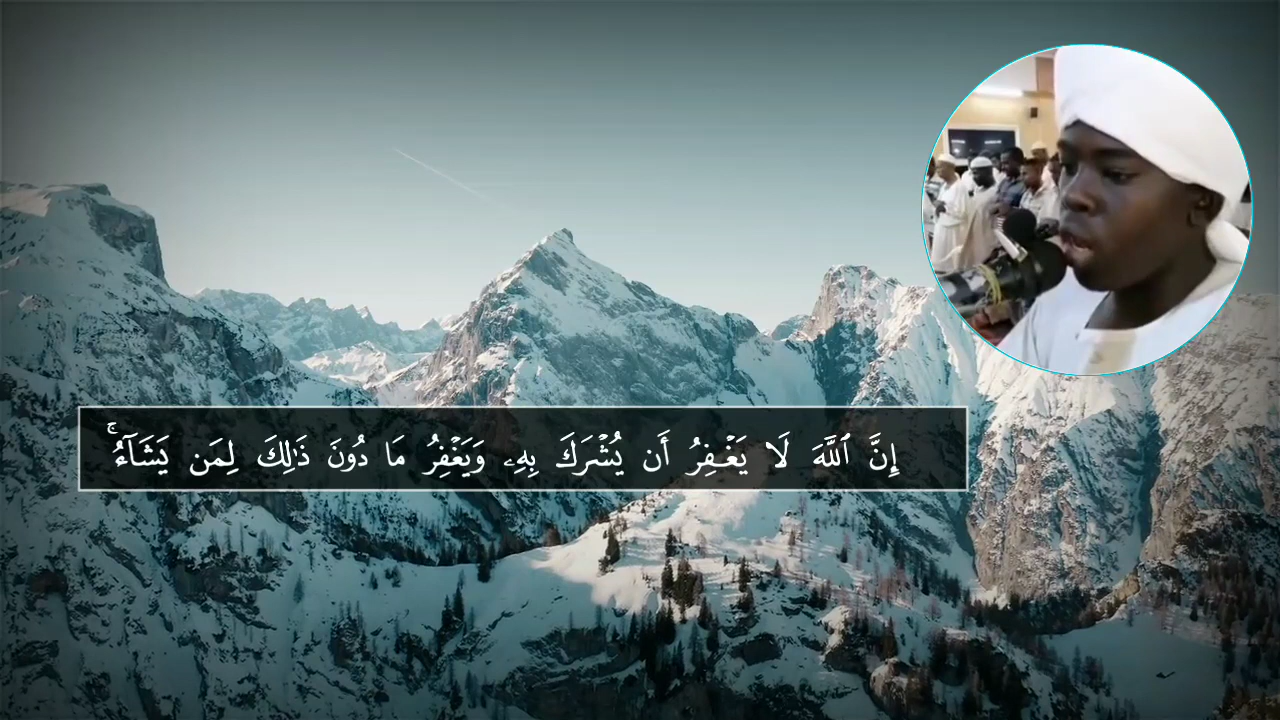 إِنَّ ٱللَّهَ لَا يَغْفِرُ أَن يُشْرَكَ بِهِۦ وَيَغْفِرُ مَا دُونَ ذَٰلِكَ لِمَن يَشَآءُۚ